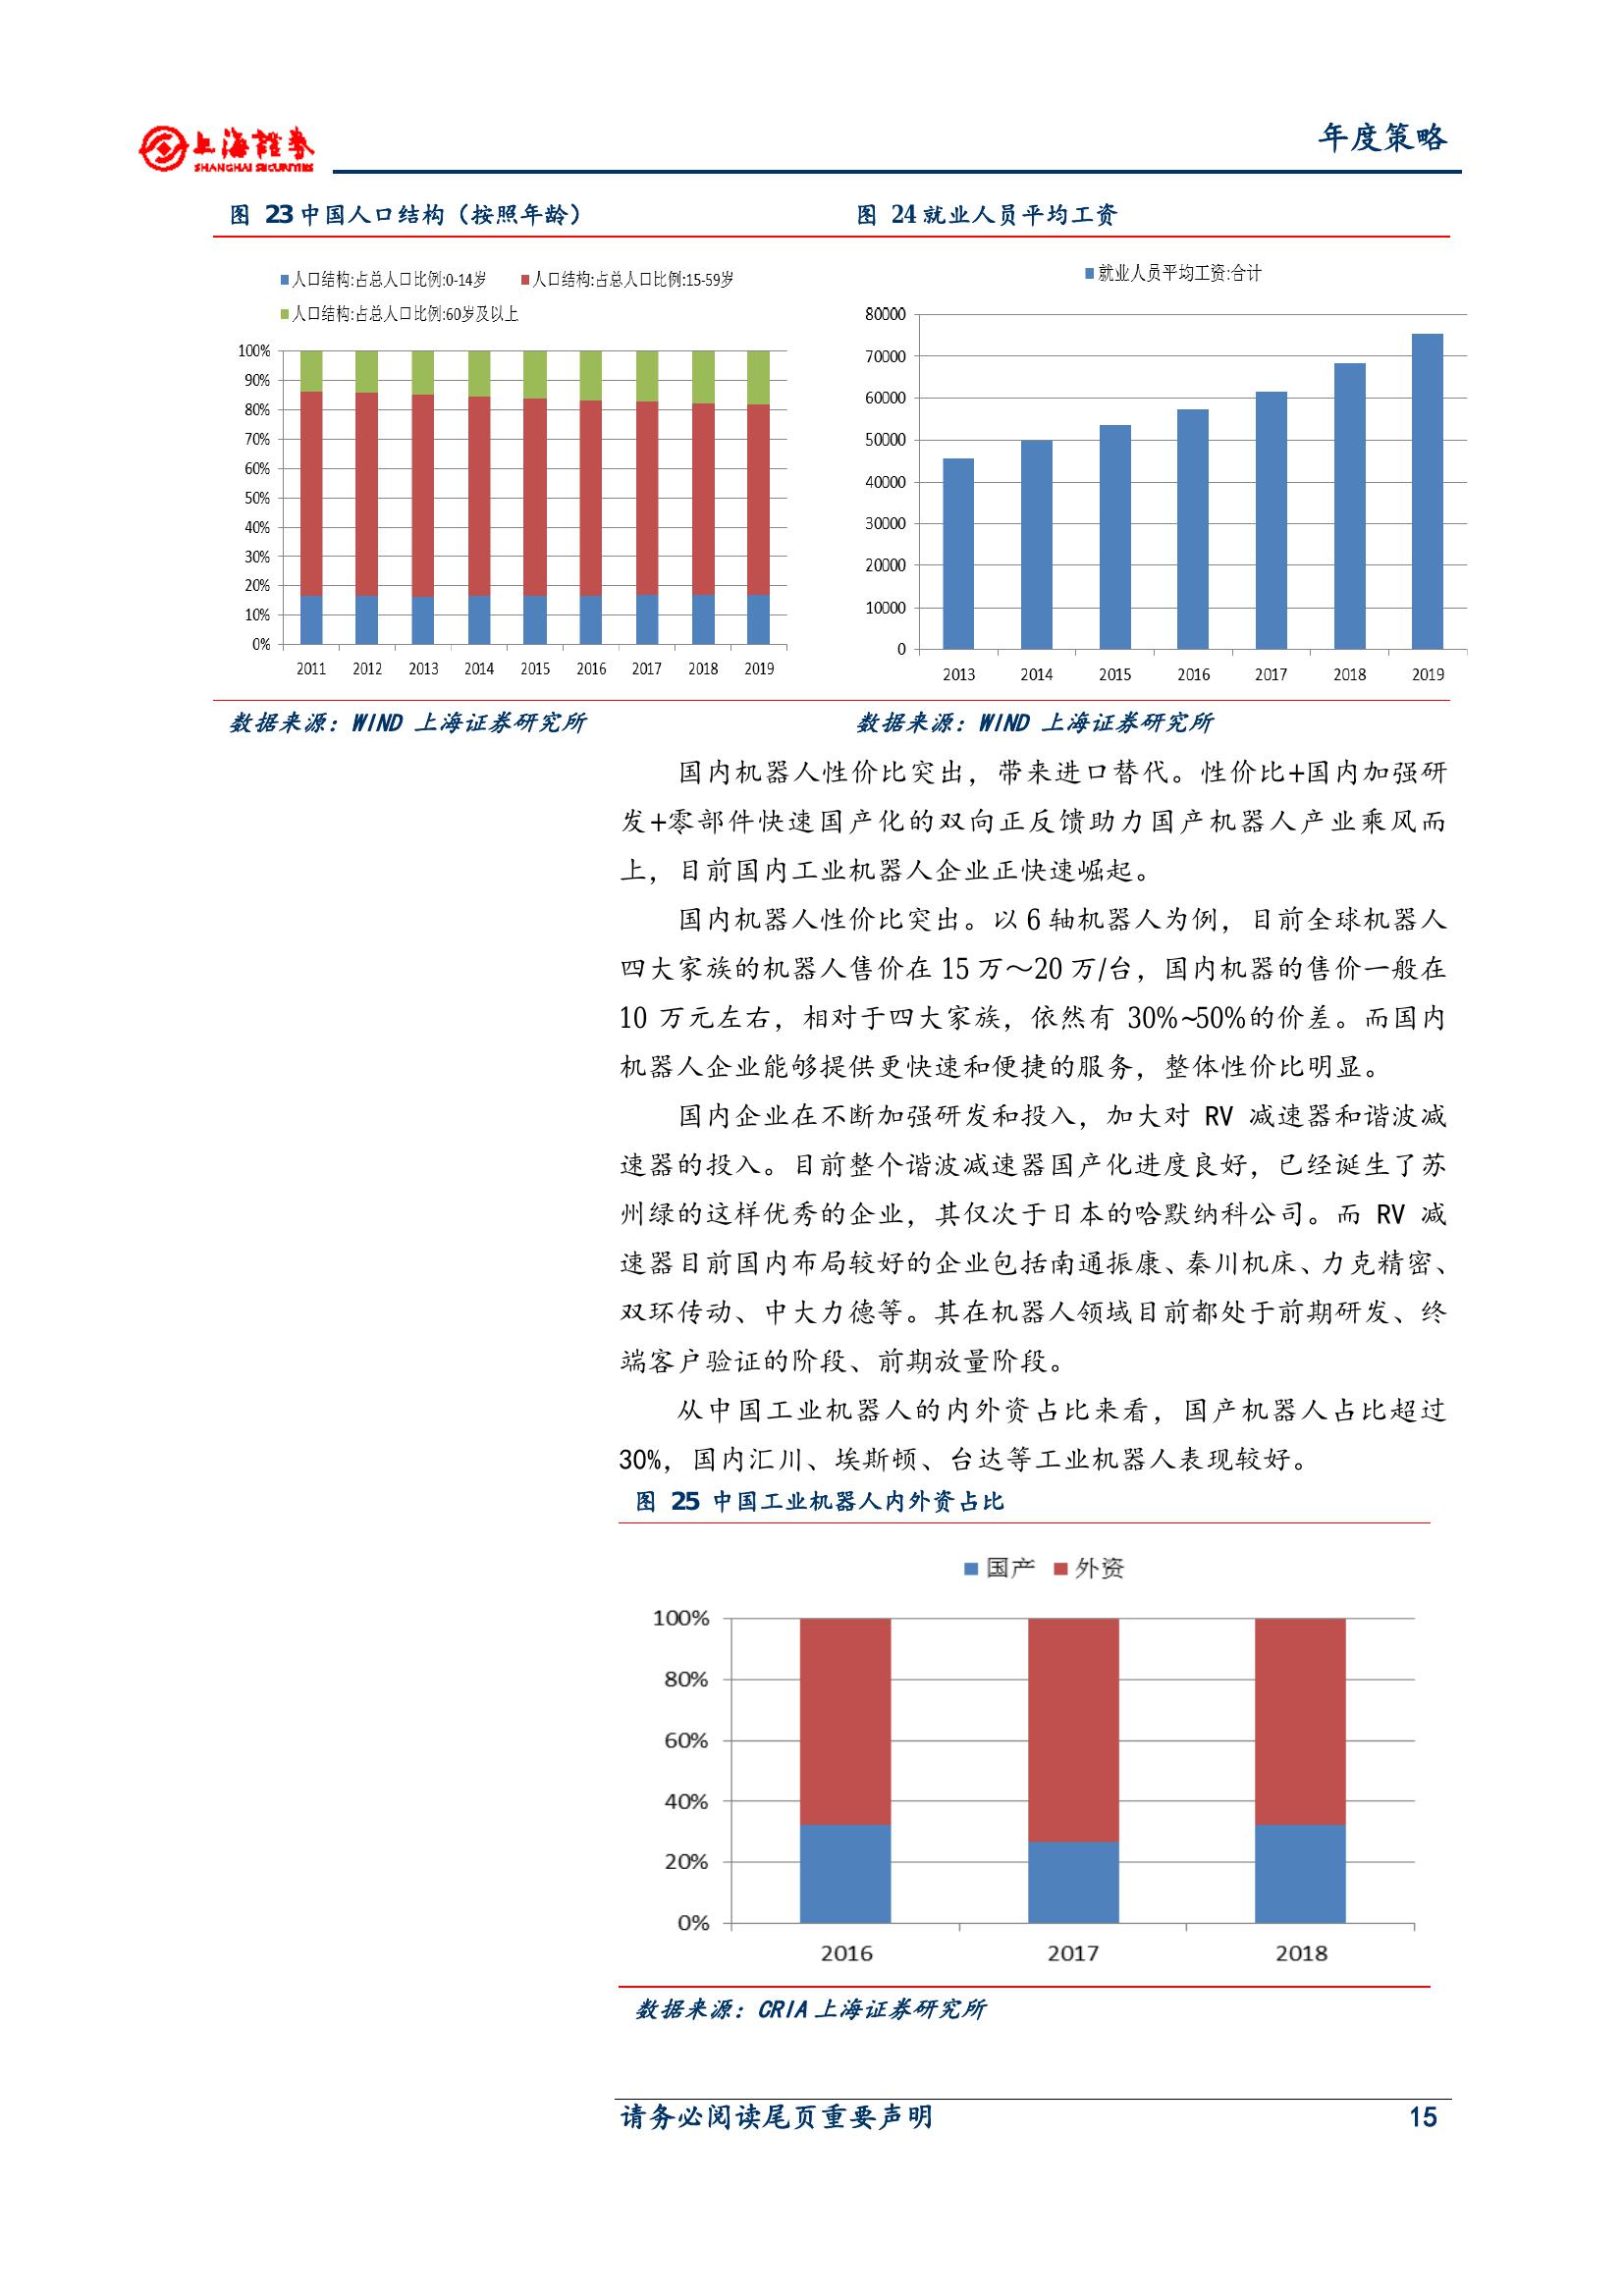 上海證券
SHANGHAI SECURITIES
年度策略
图 23 中国人口结构（按照年龄）
人口结构:占总人口比例:0-14岁 人口结构:占总人口比例:15-59岁
人口结构:占总人口比例:60岁及以上
100%
90%
80%
70%
60%
50%
40%
30%
20%
10%
0%
2011 2012 2013 2014 2015 2016 2017 2018 2019
数据来源：WIND 上海证券研究所
图 24 就业人员平均工资
就业人员平均工资:合计
80000
70000
60000
50000
40000
30000
20000
10000
0
2013 2014 2015 2016 2017 2018 2019
数据来源：WIND 上海证券研究所
国内机器人性价比突出，带来进口替代。性价比+国内加强研
发+零部件快速国产化的双向正反馈助力国产机器人产业乘风而
上，目前国内工业机器人企业正快速崛起。
国内机器人性价比突出。以 6 轴机器人为例，目前全球机器人
四大家族的机器人售价在 15 万～20 万/台，国内机器的售价一般在
10 万元左右，相对于四大家族，依然有 30%~50%的价差。而国内
机器人企业能够提供更快速和便捷的服务，整体性价比明显。
国内企业在不断加强研发和投入，加大对 RV 减速器和谐波减
速器的投入。目前整个谐波减速器国产化进度良好，已经诞生了苏
州绿的这样优秀的企业，其仅次于日本的哈默纳科公司。而 RV 减
速器目前国内布局较好的企业包括南通振康、秦川机床、力克精密、
双环传动、中大力德等。其在机器人领域目前都处于前期研发、终
端客户验证的阶段、前期放量阶段。
从中国工业机器人的内外资占比来看，国产机器人占比超过
30%，国内汇川、埃斯顿、台达等工业机器人表现较好。
图 25 中国工业机器人内外资占比
国产 外资
100%
80%
60%
40%
20%
0%
2016 2017 2018
数据来源：CRIA 上海证券研究所
请务必阅读尾页重要声明 15